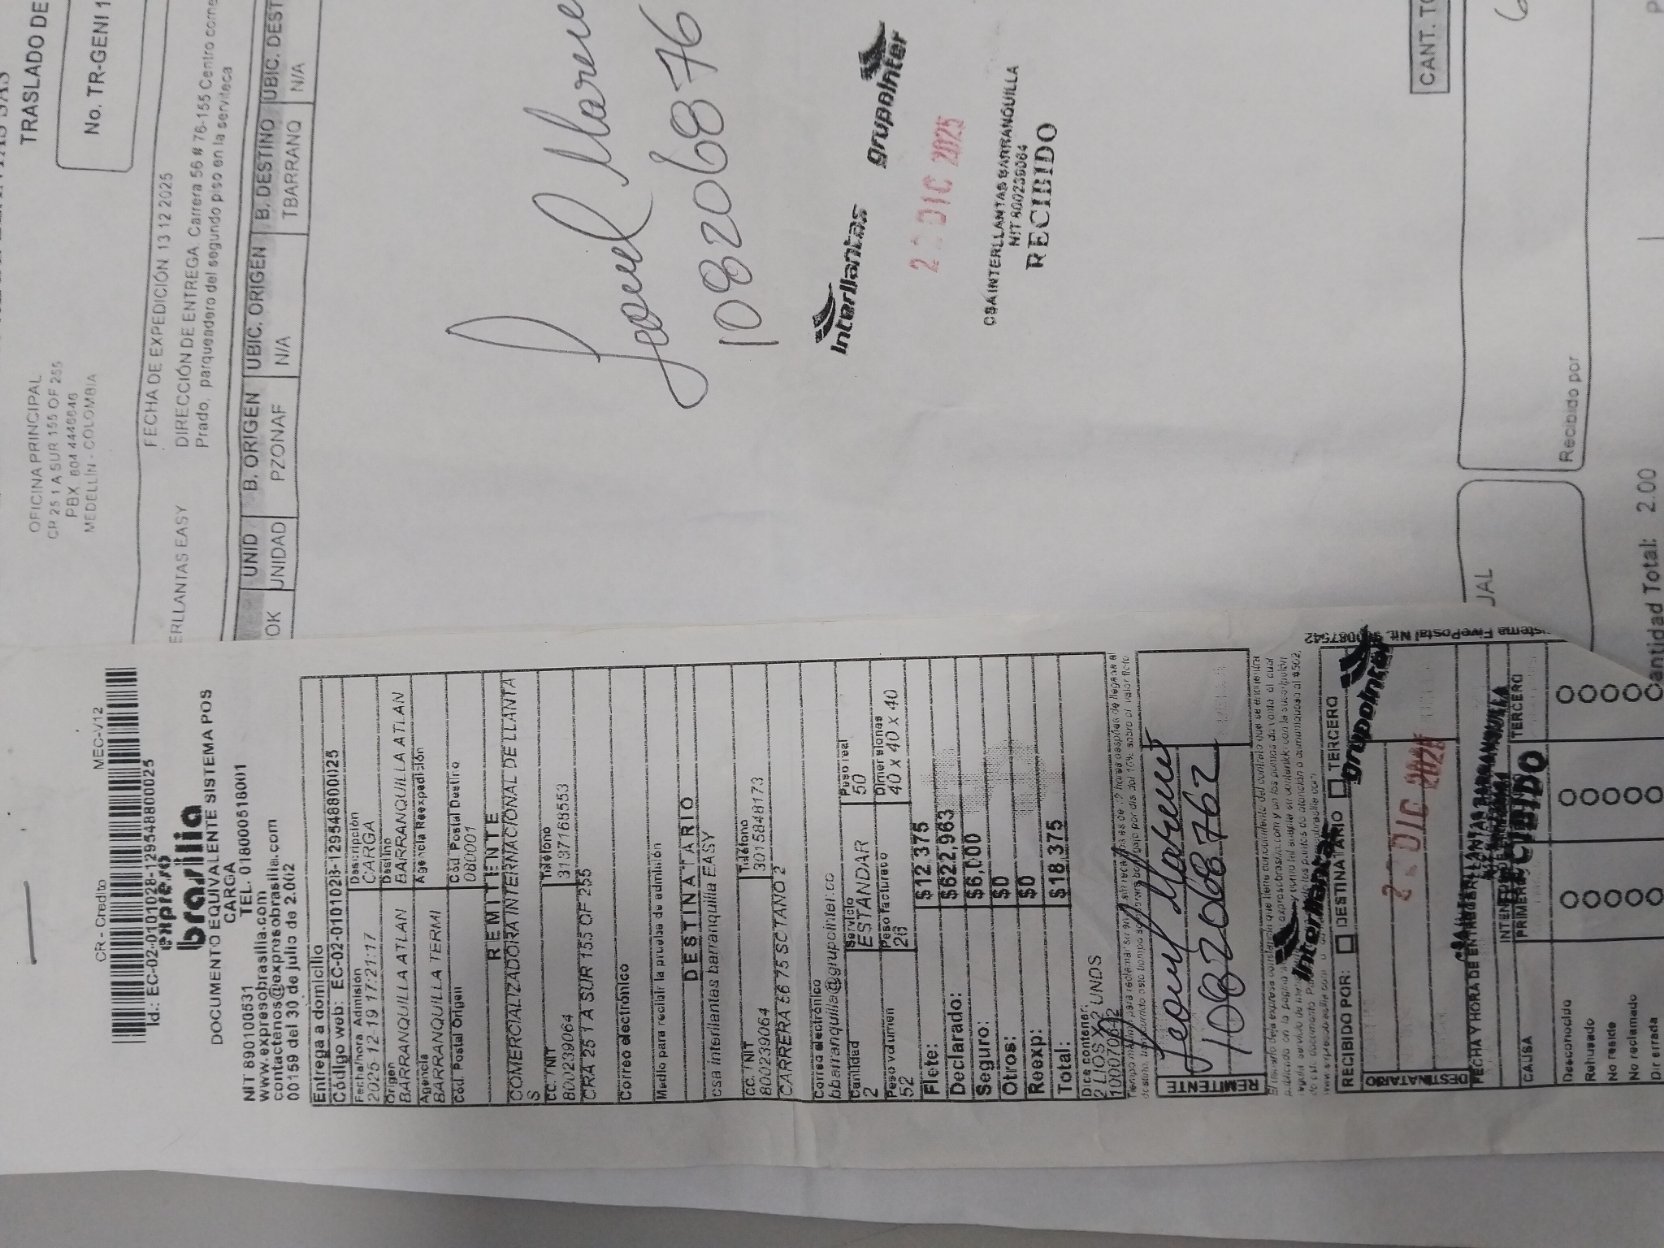 TRASLADO DE
No. TR-GENI 1
OFICINA PRINCIPAL
CR 25 1 A SUR 155 OF 255
PBX 604 4446646
MEDELLÍN - COLOMBIA
FECHA DE EXPEDICIÓN 13 12 2025
ERLLANTAS EASY
DIRECCIÓN DE ENTREGA Carrera 56 # 76-155 Centro come
Prado, parqueadero del segundo piso en la serviteca
UNID B. ORIGEN UBIC. ORIGEN B. DESTINO UBIC. DEST
OK UNIDAD PZONAF N/A TBARRANQ N/A
1082068876
Interllantas grupointer
DIC 2025
CSA INTERLLANTAS BARRANQUILLA
NIT 800239064
RECIBIDO
CANT. TO
JAL
Recibido por
Cantidad Total: 2.00
CR - Crédito MEC-V12
Id.: EC-02-0101028-129548800025
expreso
brasilia
DOCUMENTO EQUIVALENTE SISTEMA POS
CARGA
NIT 890100531 TEL. 018000518001
www.expresobrasilia.com
contactenos@expresobrasilia.com
00159 del 30 de julio de 2.002
Entrega a domicilio
Código web: EC-02-0101028-129548800025
Fecha/hora Admisión Descripción
2025-12-19 17:21:17 CARGA
Origen Destino
BARRANQUILLA ATLAN BARRANQUILLA ATLAN
Agencia Agencia Reexpedición
BARRANQUILLA TERMI
Cód. Postal Origen Cód. Postal Destino
080001
REMITENTE
COMERCIALIZADORA INTERNACIONAL DE LLANTA
S
CC. / NIT Teléfono
800239064 3137168553
CRA 25 1 A SUR 155 OF 255
Correo electrónico
Medio para recibir la prueba de admisión
DESTINATARIO
csa interllantas barranquilla EASY
CC. / NIT Teléfono
800239064 3015848173
CARRERA 56 75 SCTANO 2
Correo electrónico
bbarranquilla@grupointer.co
Cantidad Servicio Peso real
2 ESTANDAR 50
Peso volumen Peso facturado Dimensiones
52 40 x 40 x 40
Flete: $12,375
Declarado: $622,963
Seguro: $6,000
Otros: $0
Reexp: $0
Total: $18,375
Dice contener:
2 LIOS X2 UNDS
REMITENTE
RECIBIDO POR: DESTINATARIO TERCERO
Interllantas grupointer
DIC 2025
DESTINATARIO
FECHA Y HORA DE ENTREGA
RECIBIDO
CAUSA TERCERO
Desconocido
Rehusado
No reside
No reclamado
Dir errada